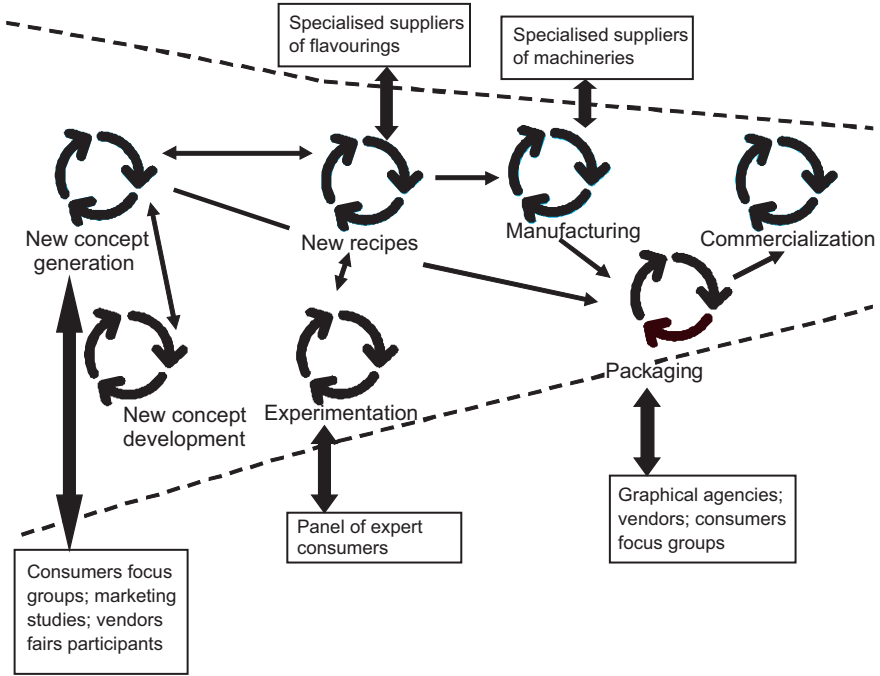 Specialised suppliers
of flavourings
Specialised suppliers
of machineries
New concept
generation
New recipes
Manufacturing
Commercialization
New concept
development
Experimentation
Packaging
Panel of expert
consumers
Graphical agencies;
vendors; consumers
focus groups
Consumers focus
groups; marketing
studies; vendors
fairs participants